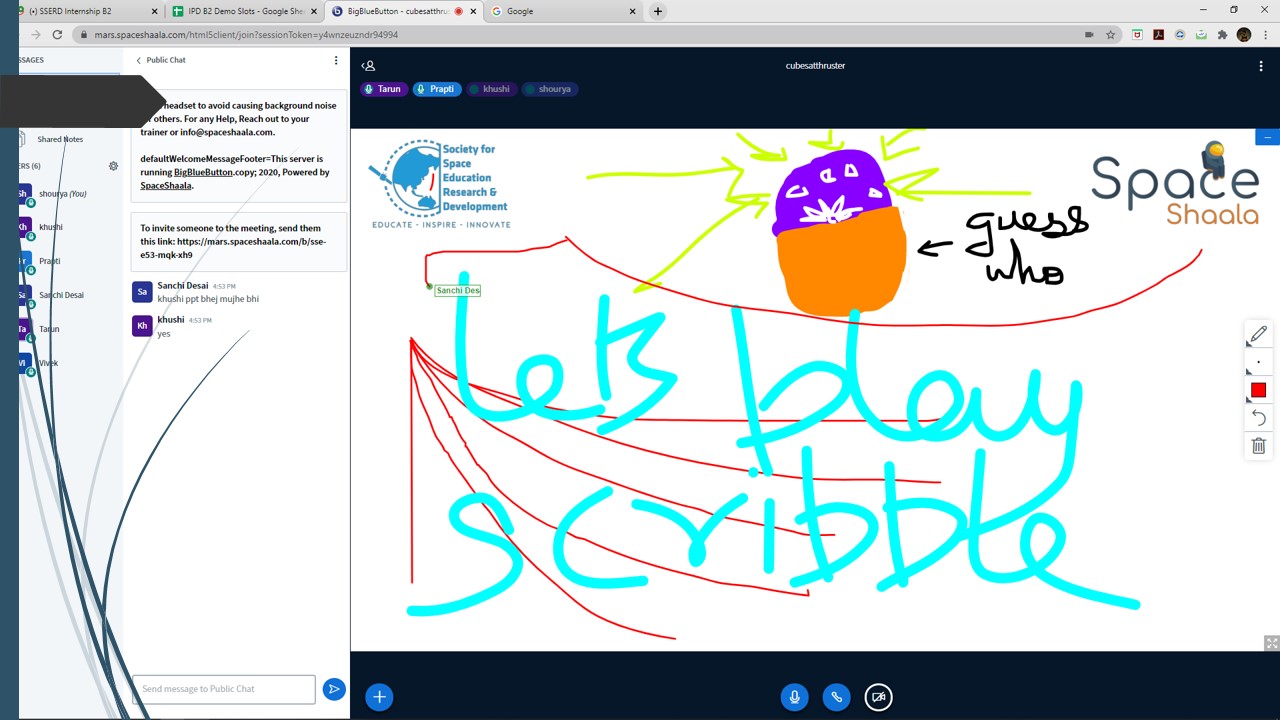 (•) SSERD Internship B2
IPD B2 Demo Slots - Google She
BigBlueButton - cubesatthrus
Google
mars.spaceshaala.com/html5client/join?sessionToken=y4wnzeuzndr94994
SSAGES
Public Chat
headset to avoid causing background noise
others. For any Help, Reach out to your
trainer or info@spaceshaala.com.
defaultWelcomeMessageFooter=This server is
running BigBlueButton.copy; 2020, Powered by
SpaceShaala.
To invite someone to the meeting, send them
this link: https://mars.spaceshaala.com/b/sse-
e53-mqk-xh9
Sanchi Desai 4:53 PM
khushi ppt bhej mujhe bhi
khushi 4:53 PM
yes
Sa
Kh
Shared Notes
ERS (6)
Sh
shourya (You)
Kh
khushi
Prapti
Sa
Sanchi Desai
Ta
Tarun
Vi
Vivek
Send message to Public Chat
cubesatthruster
Tarun
Prapti
khushi
shourya
Society for
Space
Education
Research &
Development
EDUCATE - INSPIRE - INNOVATE
Space
Shaala
guess
who
Sanchi Des
Lets play
scribble